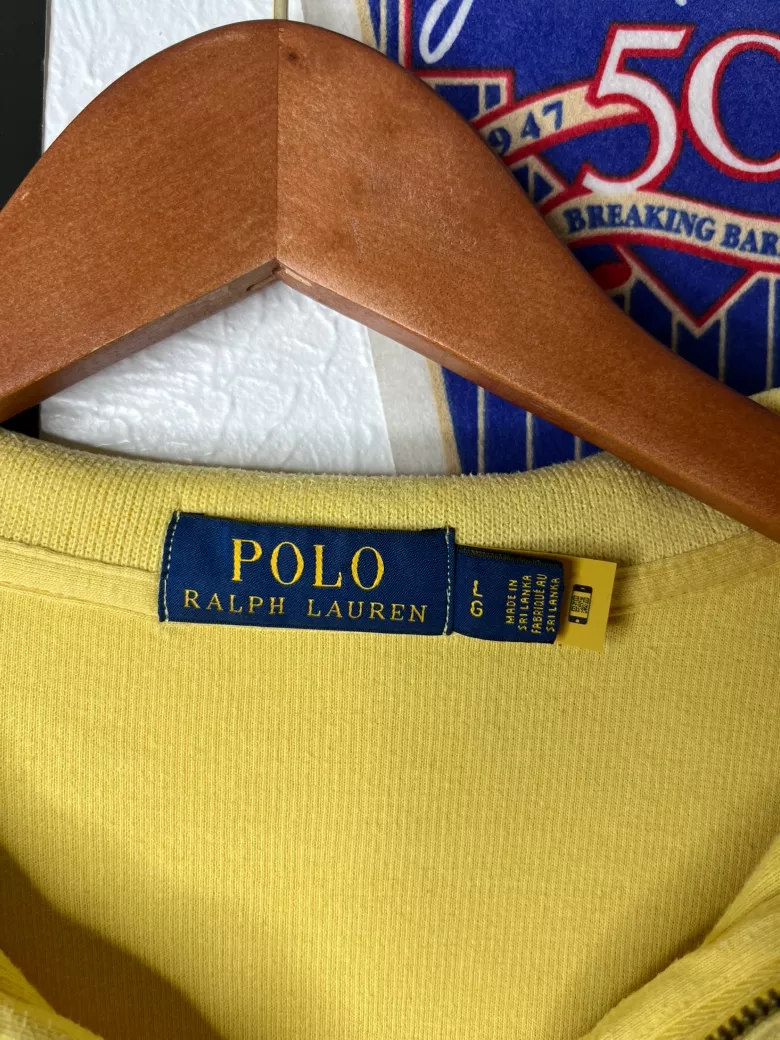 50
1947
BREAKING BAR
POLO
RALPH LAUREN
L
G
MADE IN
SRI LANKA
FABRIQUÉ AU
SRI LANKA